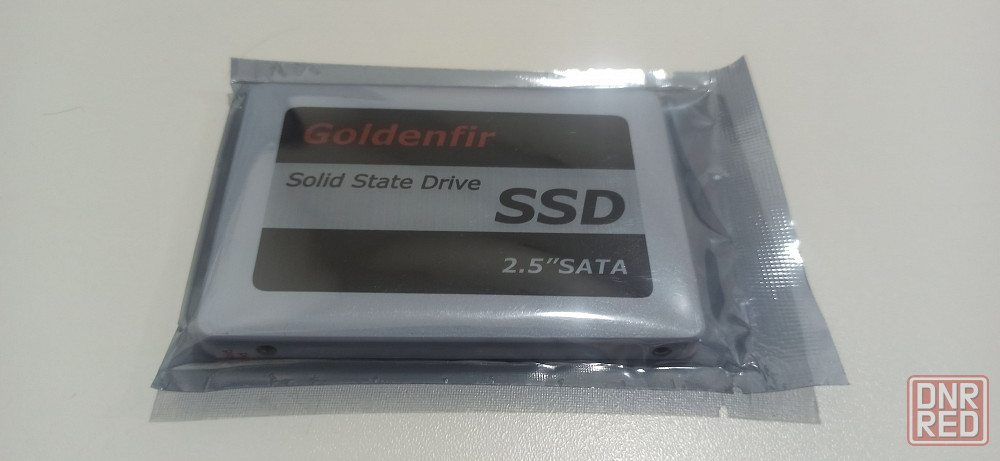 Goldenfir
Solid State Drive
SSD
2.5"SATA
DNR
RED